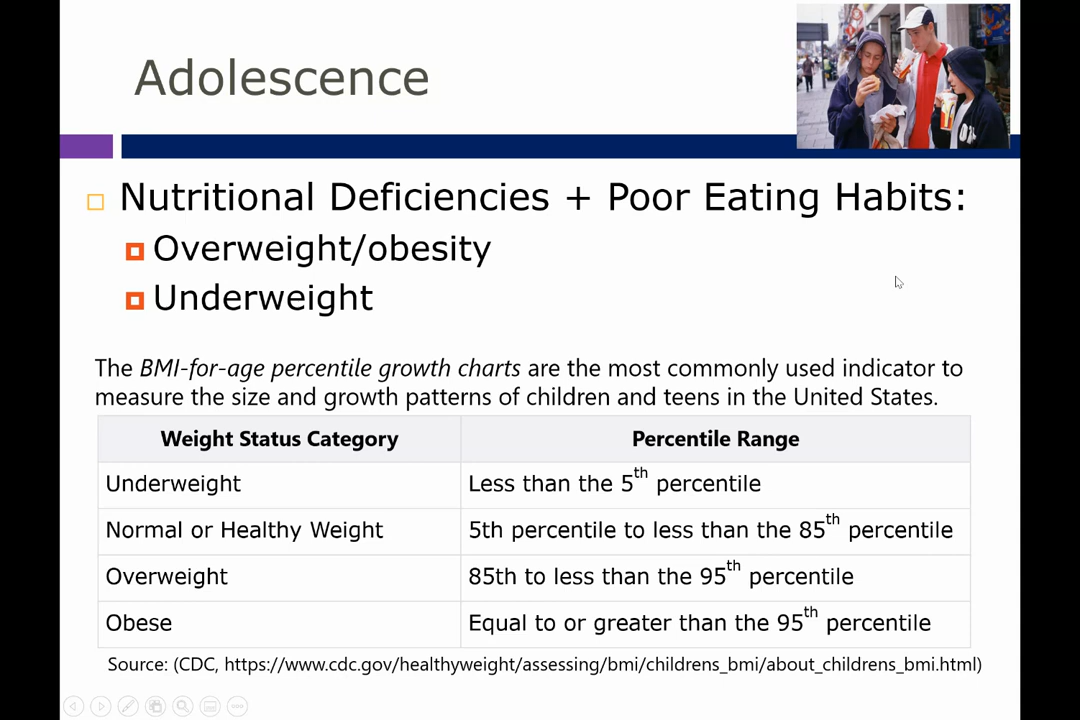 Adolescence
Nutritional Deficiencies + Poor Eating Habits:
Overweight/obesity
Underweight
The BMI-for-age percentile growth charts are the most commonly used indicator to
measure the size and growth patterns of children and teens in the United States.
Weight Status Category Percentile Range
Underweight Less than the 5th percentile
Normal or Healthy Weight 5th percentile to less than the 85th percentile
Overweight 85th to less than the 95th percentile
Obese Equal to or greater than the 95th percentile
Source: (CDC, https://www.cdc.gov/healthyweight/assessing/bmi/childrens_bmi/about_childrens_bmi.html)